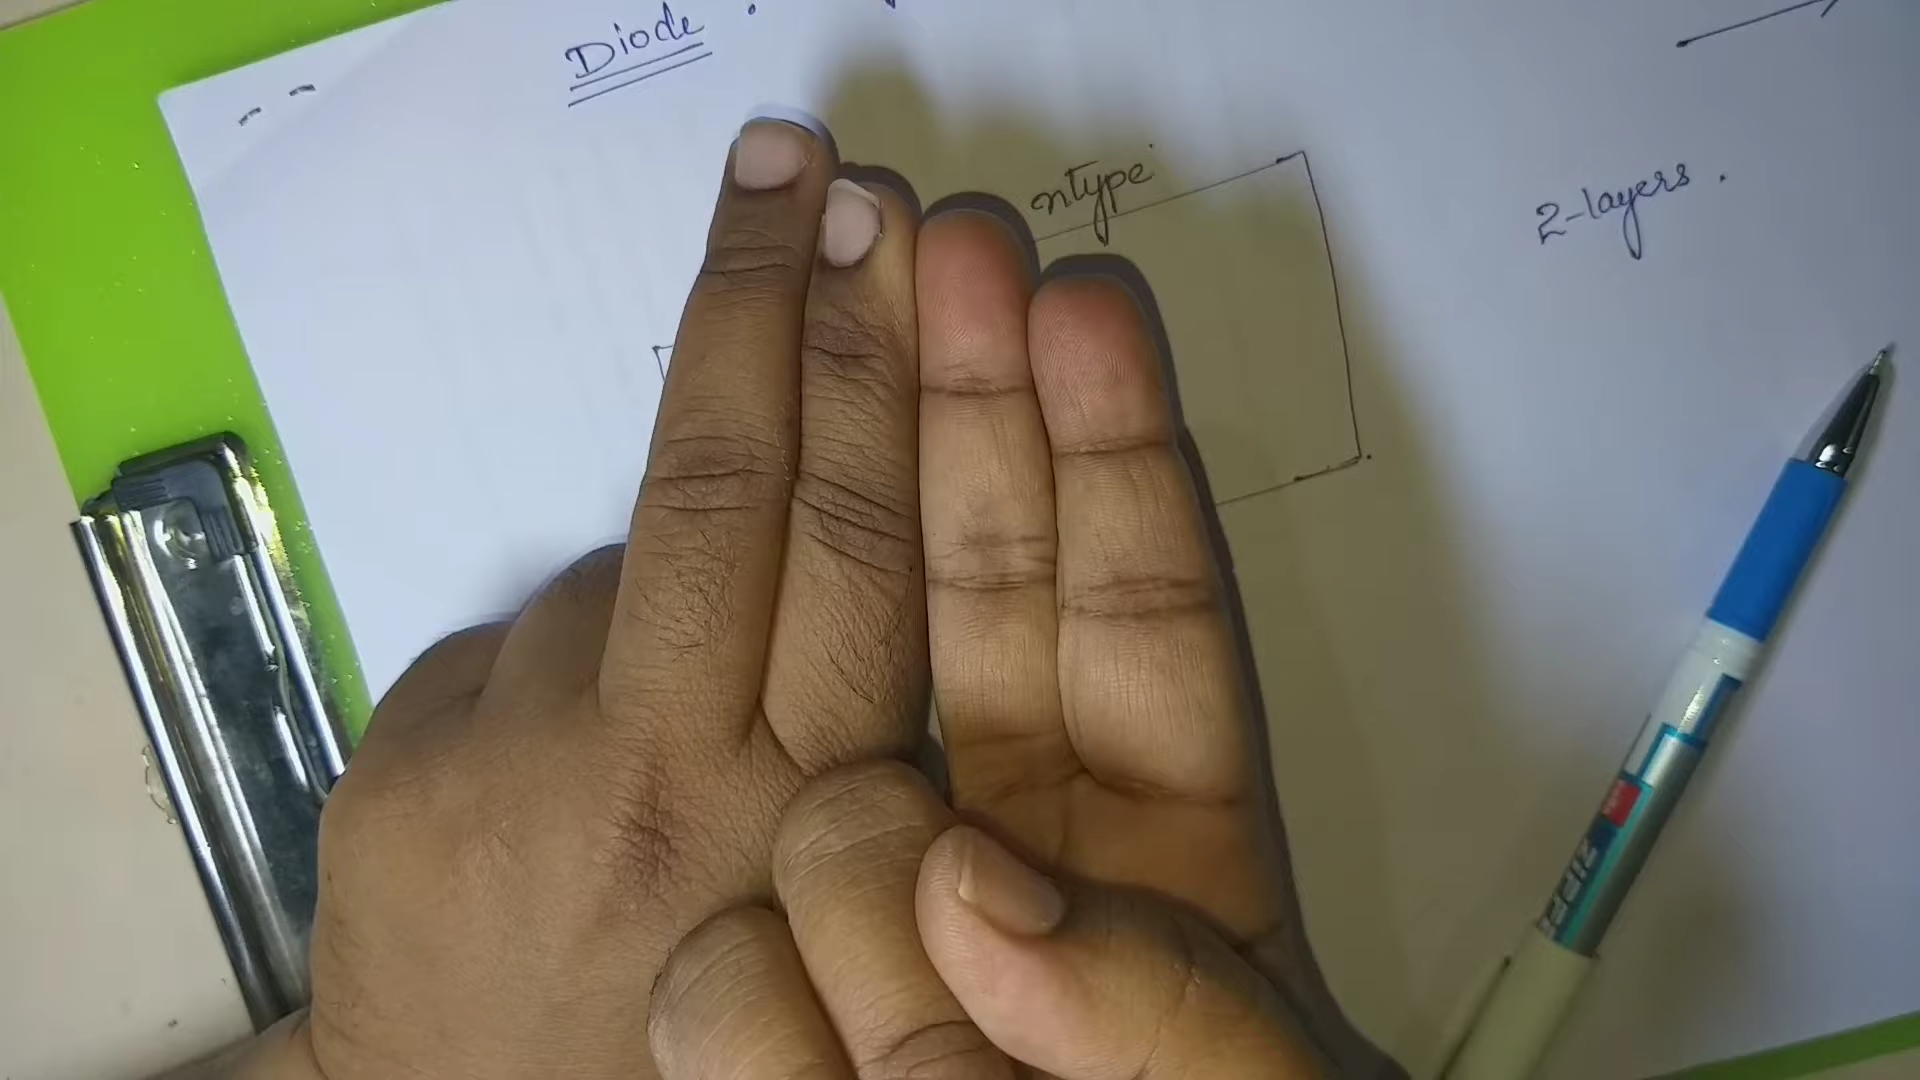 Diode :
ntype
2-layers.